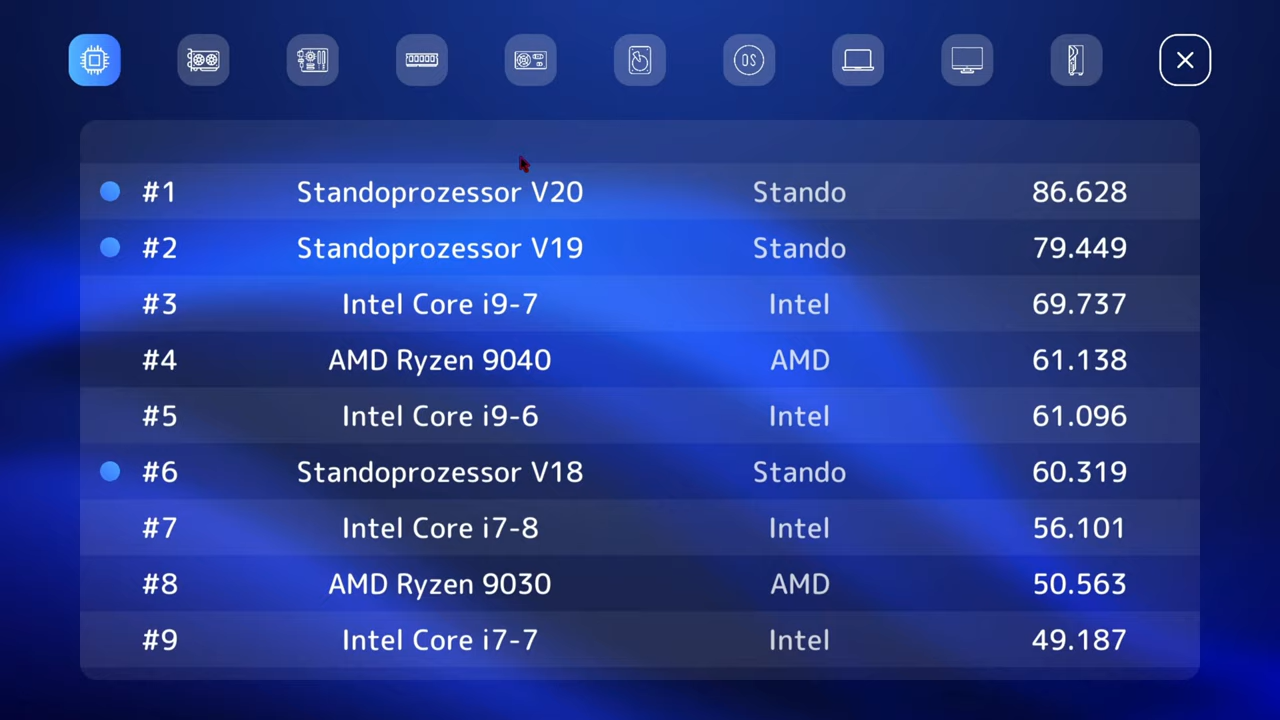 OS
#1 Standoprozessor V20 Stando 86.628
#2 Standoprozessor V19 Stando 79.449
#3 Intel Core i9-7 Intel 69.737
#4 AMD Ryzen 9040 AMD 61.138
#5 Intel Core i9-6 Intel 61.096
#6 Standoprozessor V18 Stando 60.319
#7 Intel Core i7-8 Intel 56.101
#8 AMD Ryzen 9030 AMD 50.563
#9 Intel Core i7-7 Intel 49.187